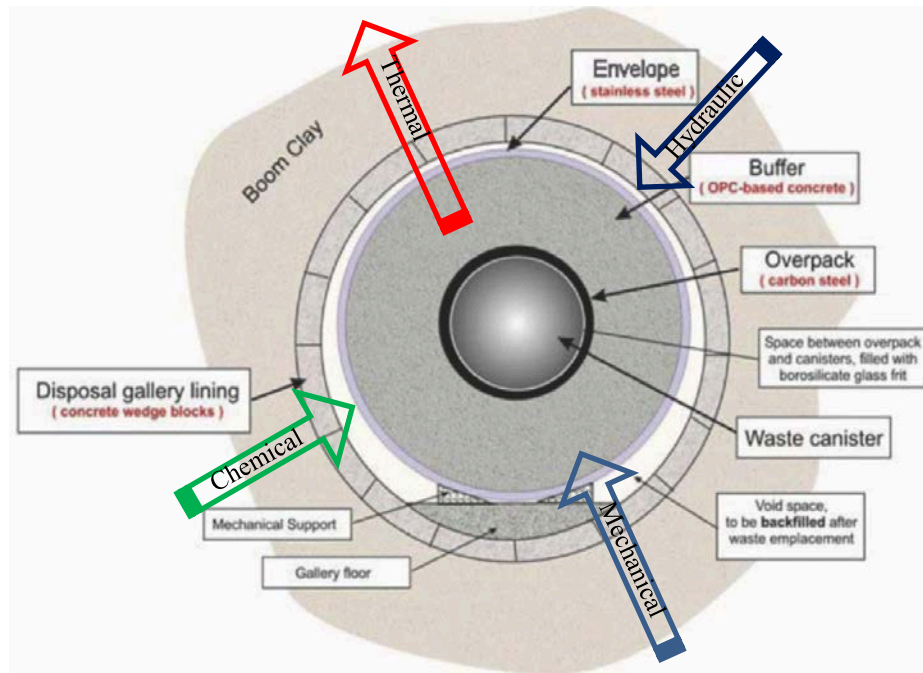 Thermal
Envelope
( stainless steel )
Hydraulic
Boom Clay
Buffer
( OPC-based concrete )
Overpack
( carbon steel )
Space between overpack
and canisters, filled with
borosilicate glass frit
Disposal gallery lining
( concrete wedge blocks )
Waste canister
Chemical
Mechanical Support
Mechanical
Void space,
to be backfilled after
waste emplacement
Gallery floor